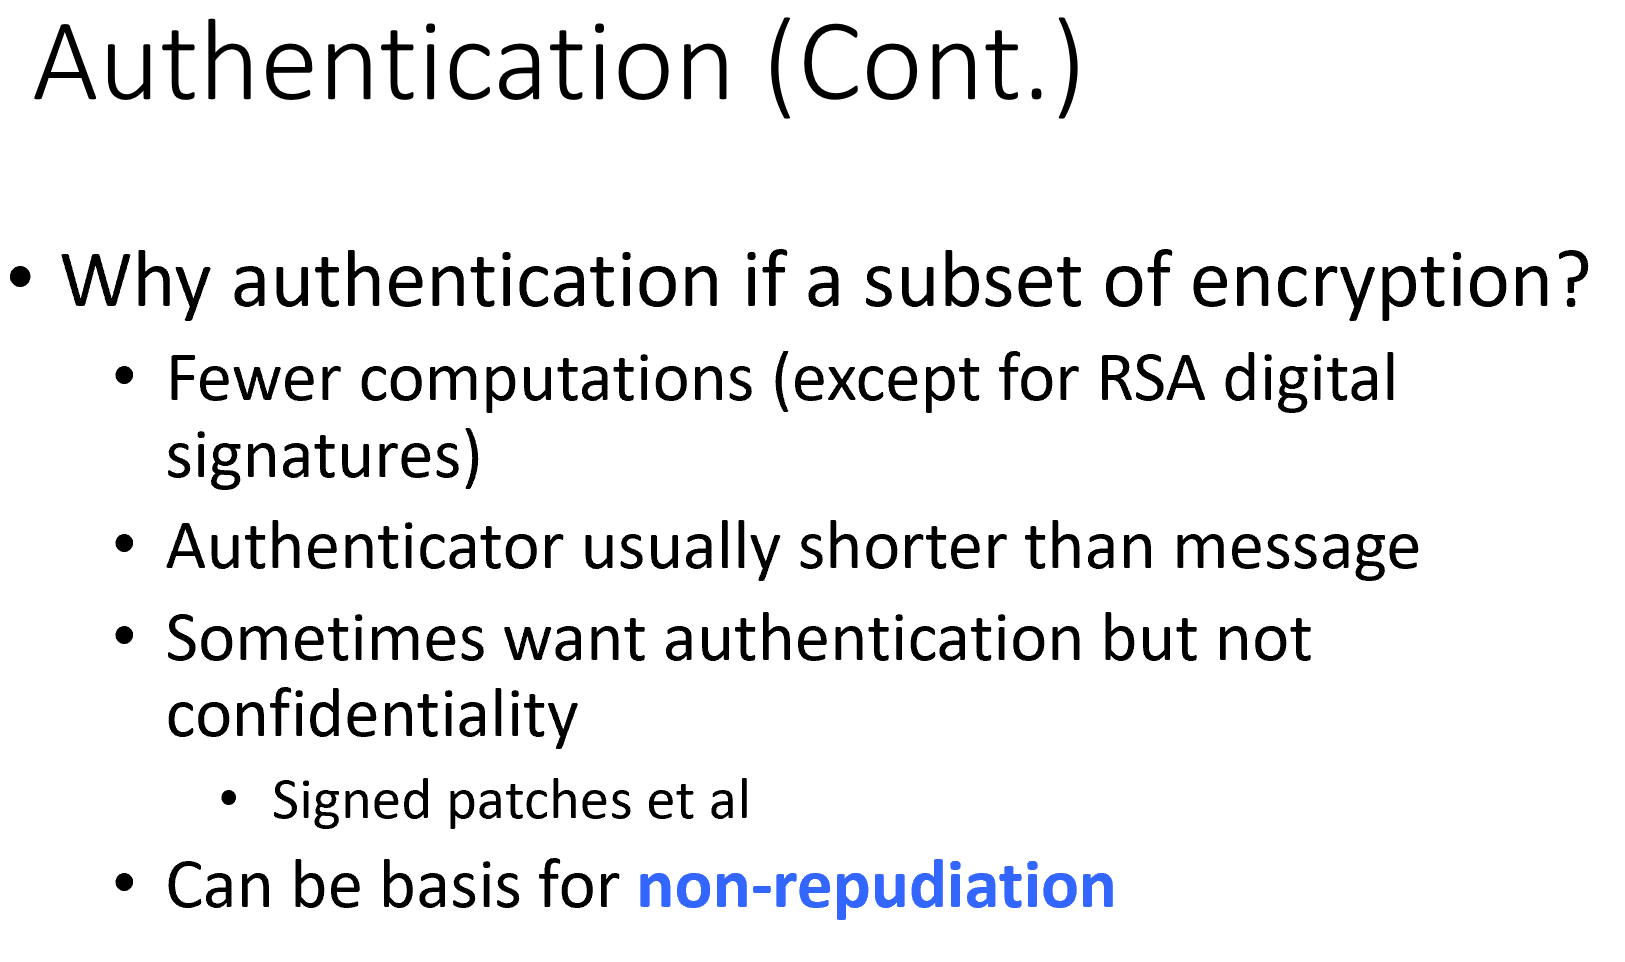 Authentication (Cont.)
• Why authentication if a subset of encryption?
• Fewer computations (except for RSA digital
signatures)
• Authenticator usually shorter than message
• Sometimes want authentication but not
confidentiality
• Signed patches et al
• Can be basis for non-repudiation